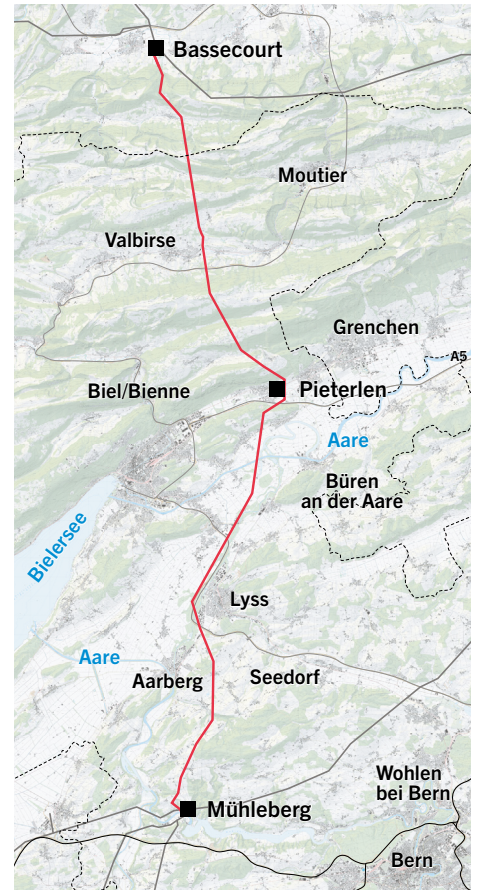 Bassecourt
Moutier
Valbirse
Grenchen
A5
Biel/Bienne
Pieterlen
Aare
Büren
an der Aare
Bielersee
Lyss
Aare
Aarberg
Seedorf
Wohlen
bei Bern
Mühleberg
Bern